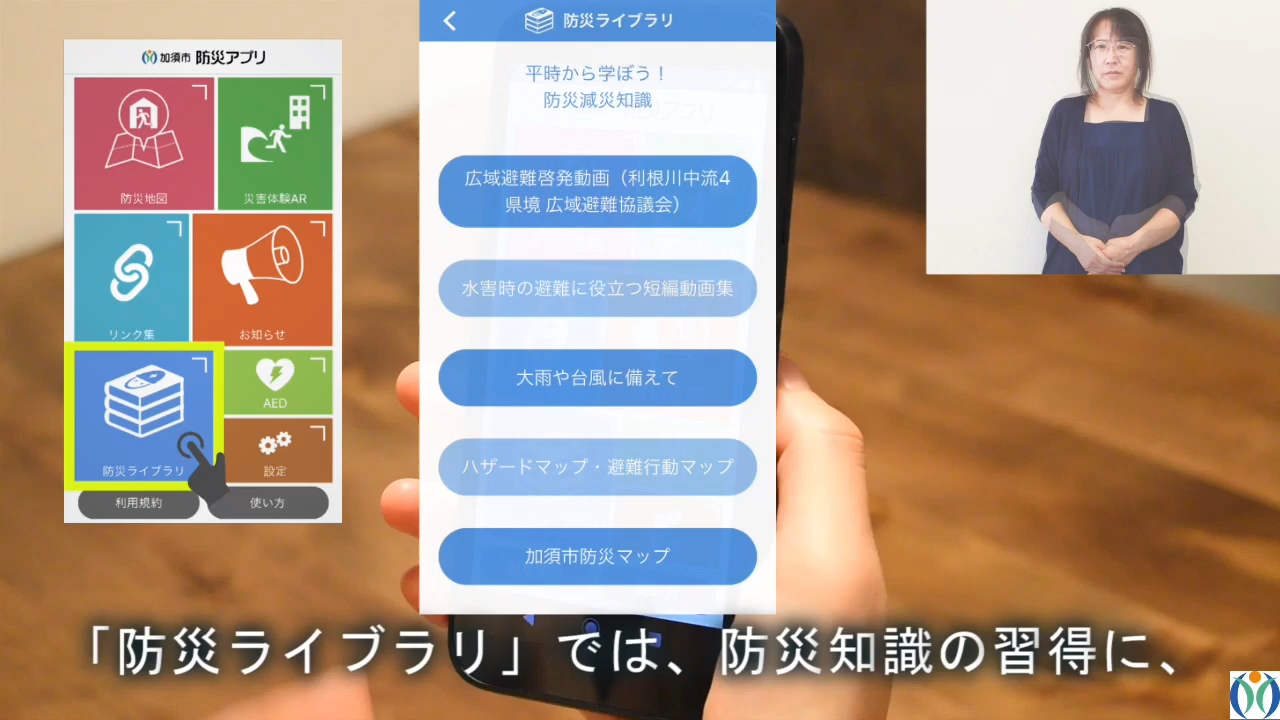 加須市 防災アプリ
防災地図
災害体験AR
リンク集
お知らせ
防災ライブラリ
AED
設定
利用規約
使い方
防災ライブラリ
平時から学ぼう！
防災減災知識
広域避難啓発動画（利根川中流4
県境 広域避難協議会）
水害時の避難に役立つ短編動画集
大雨や台風に備えて
ハザードマップ・避難行動マップ
加須市防災マップ
「防災ライブラリ」では、防災知識の習得に、